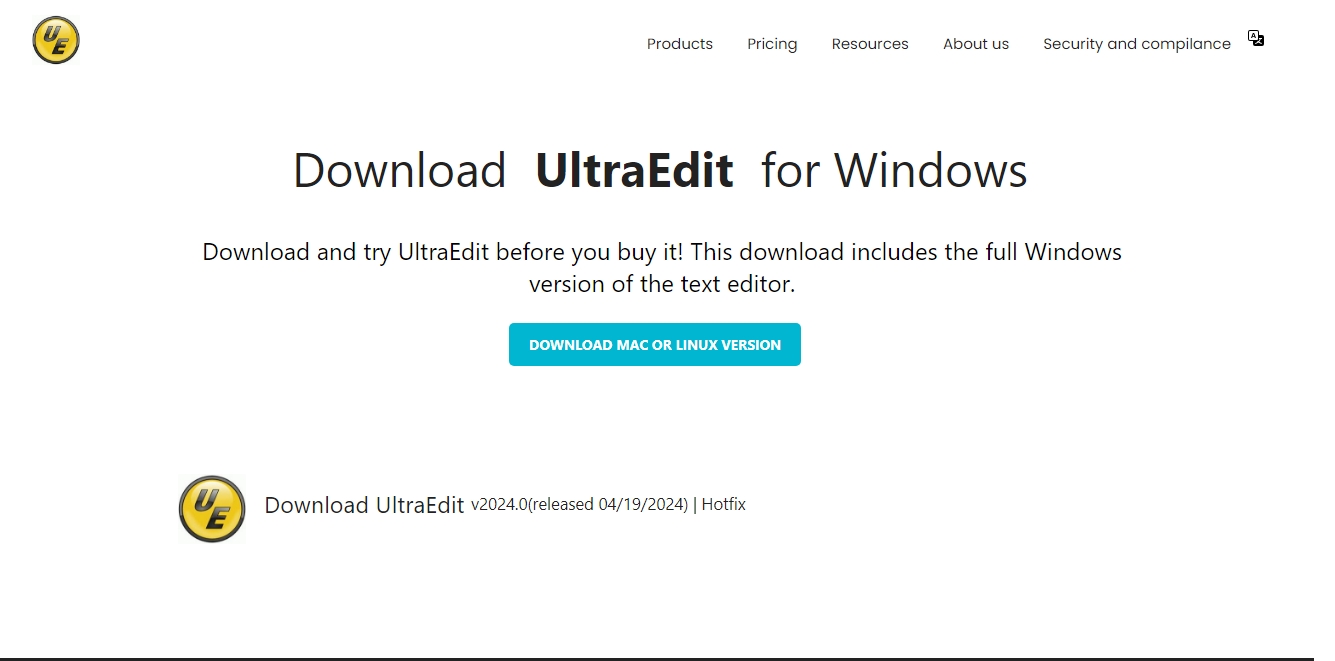 UE
Products Pricing Resources About us Security and compilance
Download UltraEdit for Windows
Download and try UltraEdit before you buy it! This download includes the full Windows
version of the text editor.
DOWNLOAD MAC OR LINUX VERSION
UE
Download UltraEdit v2024.0(released 04/19/2024) | Hotfix